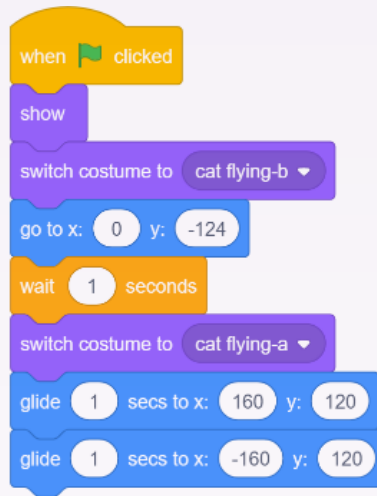 when clicked
show
switch costume to cat flying-b
go to x: 0 y: -124
wait 1 seconds
switch costume to cat flying-a
glide 1 secs to x: 160 y: 120
glide 1 secs to x: -160 y: 120